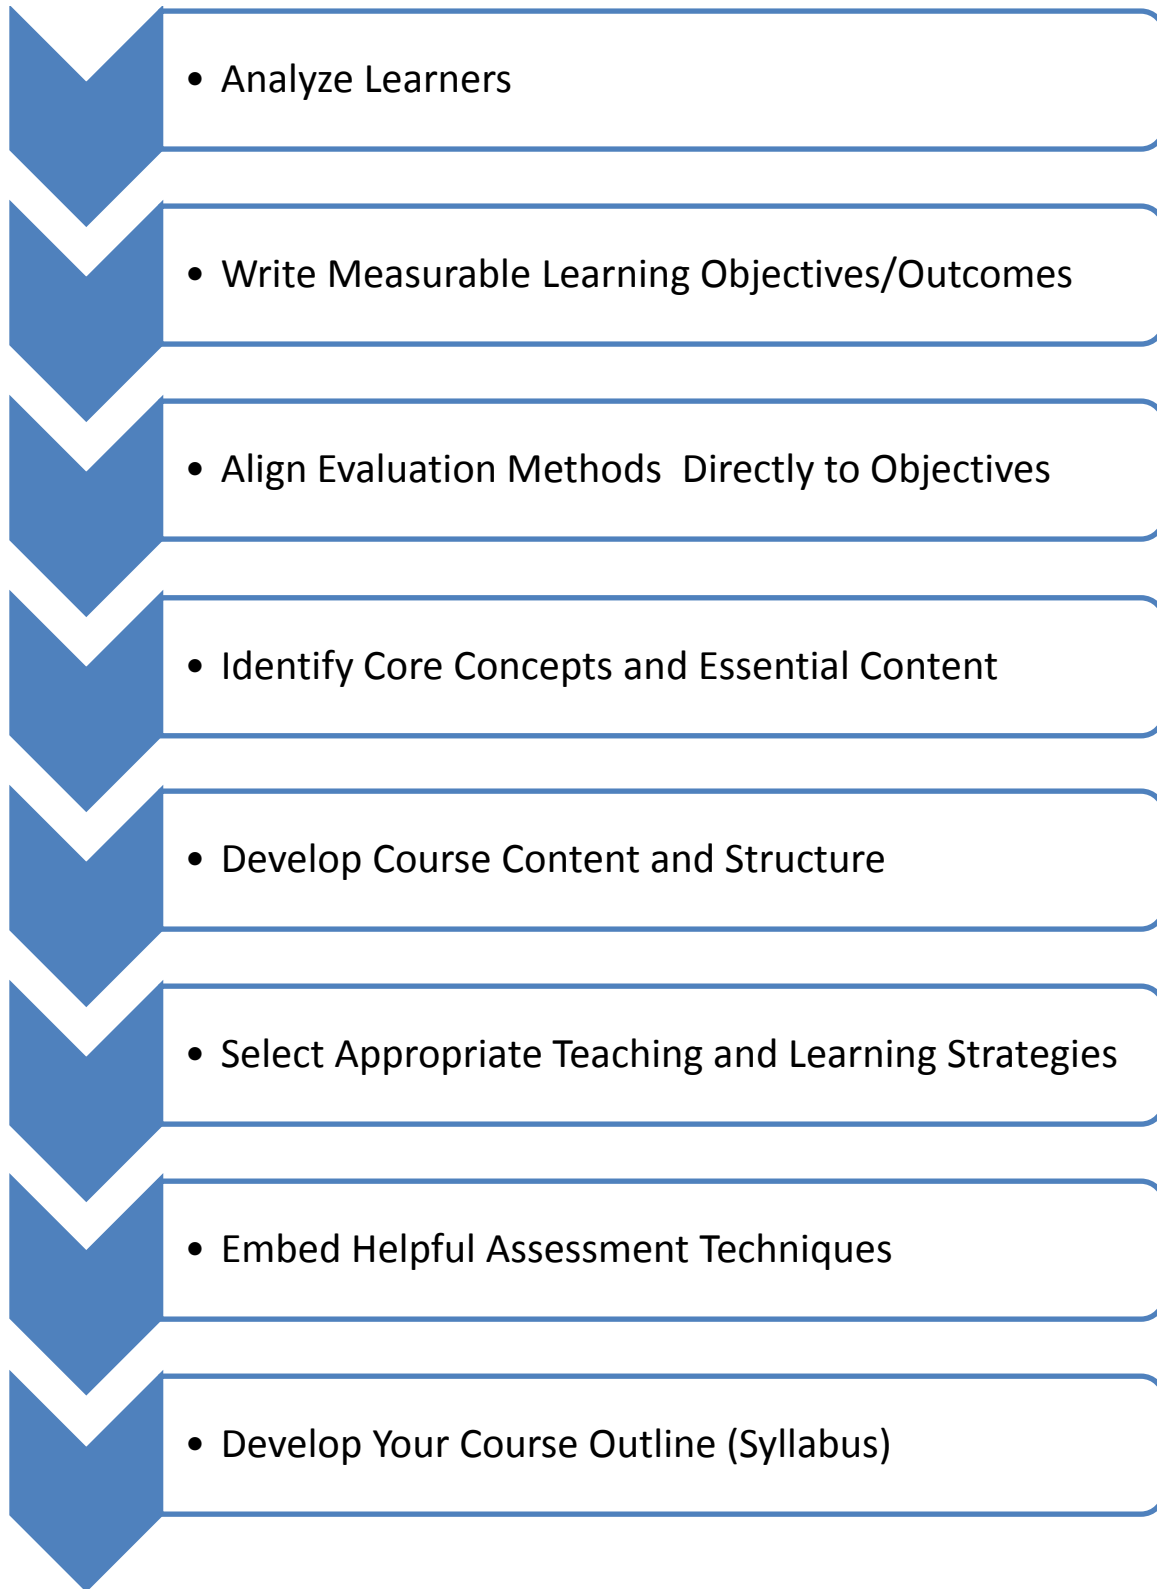 • Analyze Learners
• Write Measurable Learning Objectives/Outcomes
• Align Evaluation Methods  Directly to Objectives
• Identify Core Concepts and Essential Content
• Develop Course Content and Structure
• Select Appropriate Teaching and Learning Strategies
• Embed Helpful Assessment Techniques
• Develop Your Course Outline (Syllabus)